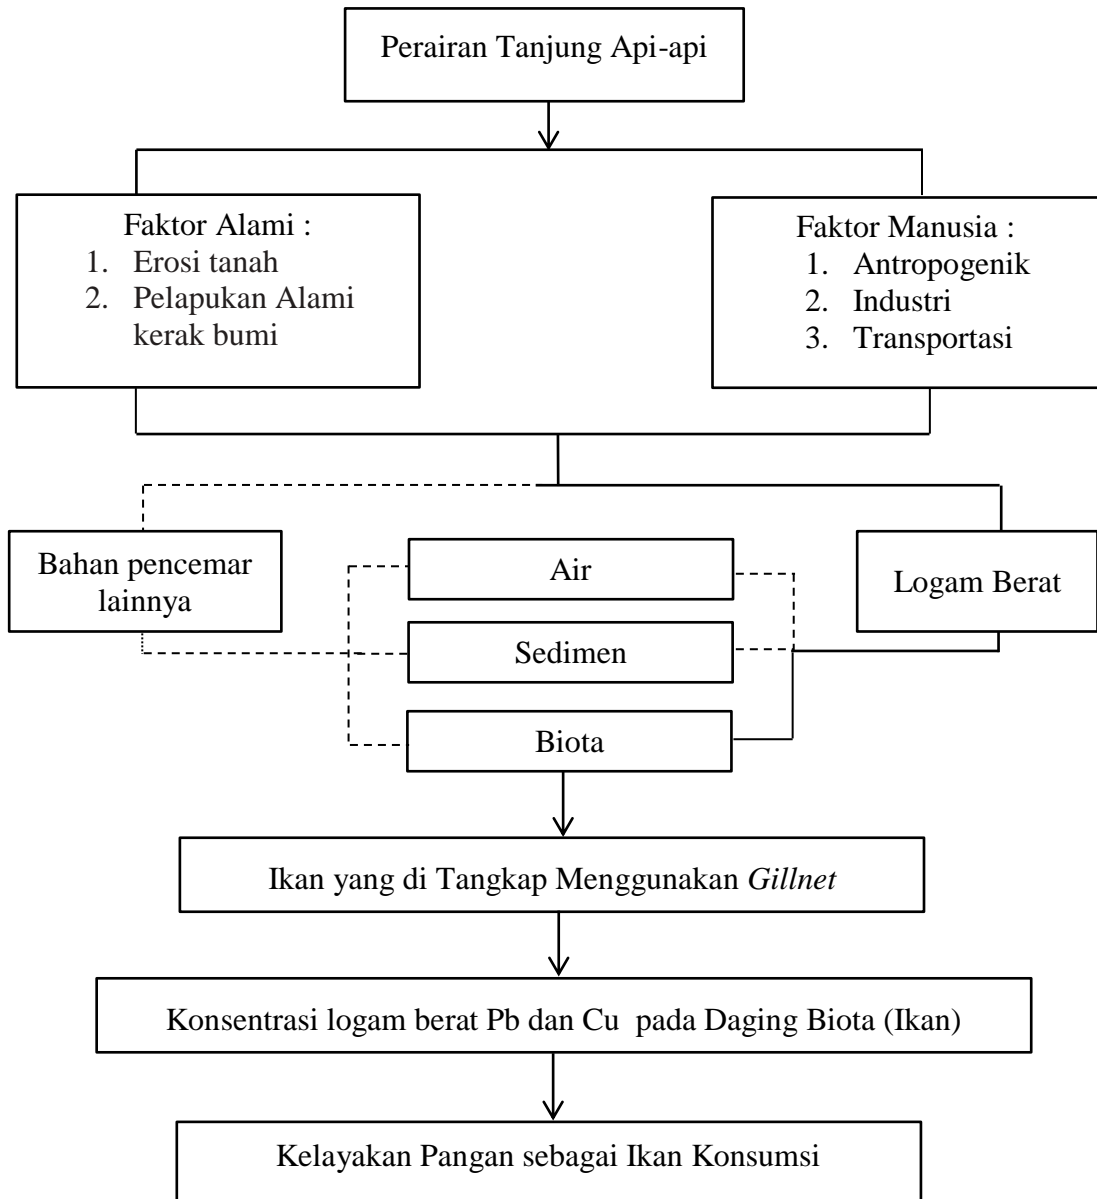 Perairan Tanjung Api-api
Faktor Alami :
1. Erosi tanah
2. Pelapukan Alami
kerak bumi
Faktor Manusia :
1. Antropogenik
2. Industri
3. Transportasi
Bahan pencemar
lainnya
Air
Sedimen
Biota
Logam Berat
Ikan yang di Tangkap Menggunakan Gillnet
Konsentrasi logam berat Pb dan Cu pada Daging Biota (Ikan)
Kelayakan Pangan sebagai Ikan Konsumsi